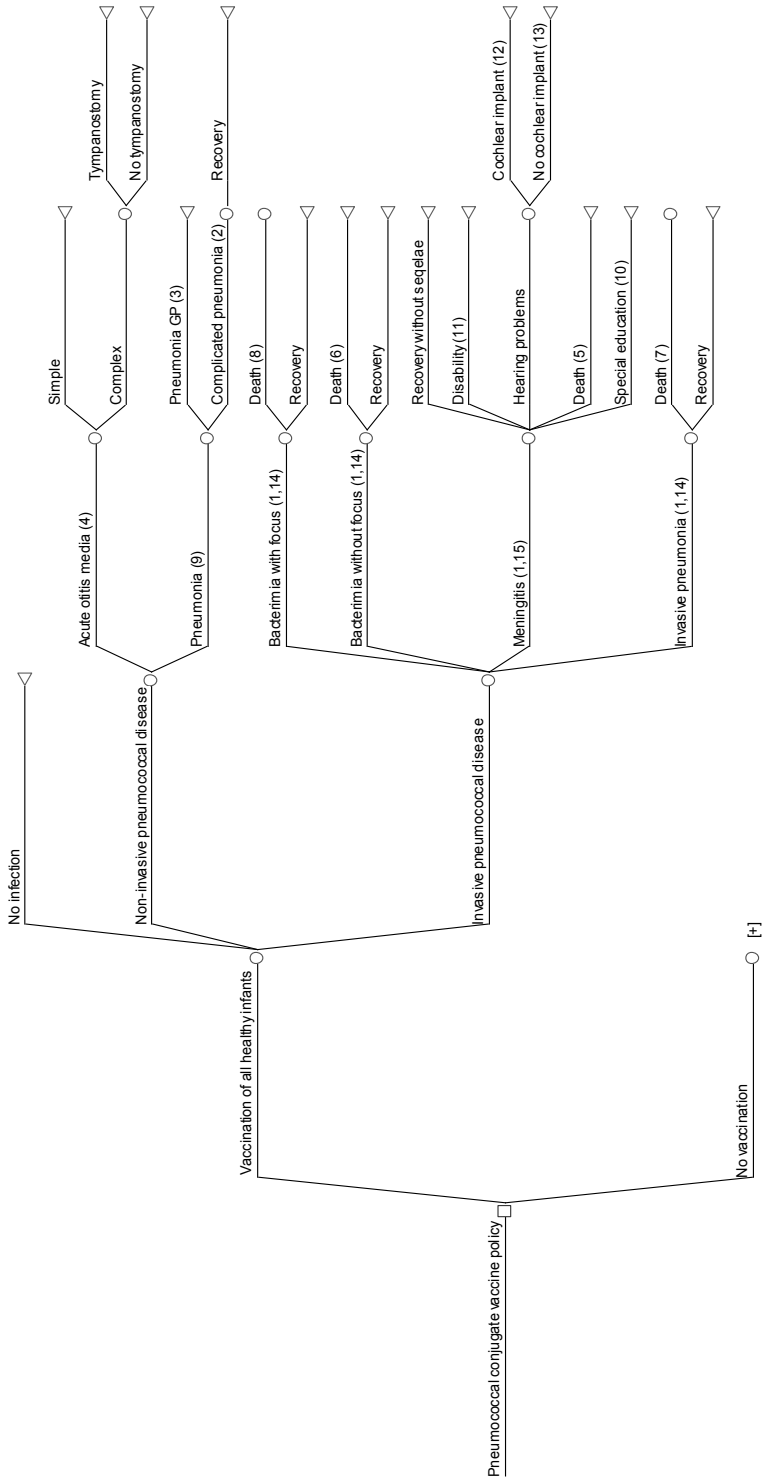 Pneumococcal conjugate vaccine policy
Vaccination of all healthy infants
No infection
Non-invasive pneumococcal disease
Acute otitis media (4)
Simple
Complex
Tympanostomy
No tympanostomy
Pneumonia (9)
Pneumonia GP (3)
Complicated pneumonia (2)
Recovery
Invasive pneumococcal disease
Bacterimia with focus (1,14)
Death (8)
Recovery
Bacterimia without focus (1,14)
Death (6)
Recovery
Meningitis (1,15)
Recovery without seqelae
Disability (11)
Hearing problems
Cochlear implant (12)
No cochlear implant (13)
Death (5)
Special education (10)
Invasive pneumonia (1,14)
Death (7)
Recovery
No vaccination
[+]